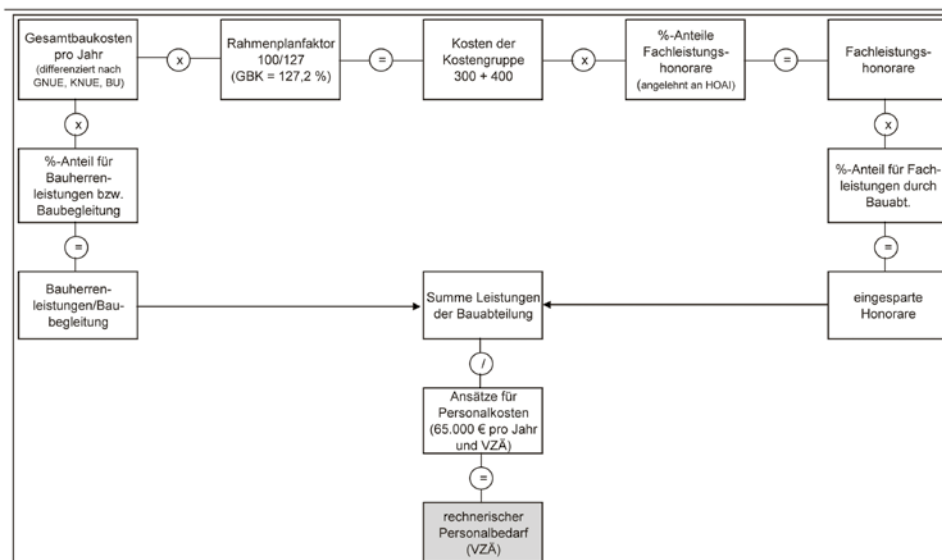 Gesamtbaukosten
pro Jahr
(differenziert nach
GNUE, KNUE, BU)
x
Rahmenplanfaktor
100/127
(GBK = 127,2 %)
=
Kosten der
Kostengruppe
300 + 400
x
%-Anteile
Fachleistungs-
honorare
(angelehnt an HOAI)
=
Fachleistungs-
honorare
x
x
%-Anteil für
Bauherren-
leistungen bzw.
Baubegleitung
%-Anteil für Fach-
leistungen durch
Bauabt.
=
=
Bauherren-
leistungen/Bau-
begleitung
Summe Leistungen
der Bauabteilung
eingesparte
Honorare
/
Ansätze für
Personalkosten
(65.000 € pro Jahr
und VZÄ)
=
rechnerischer
Personalbedarf
(VZÄ)